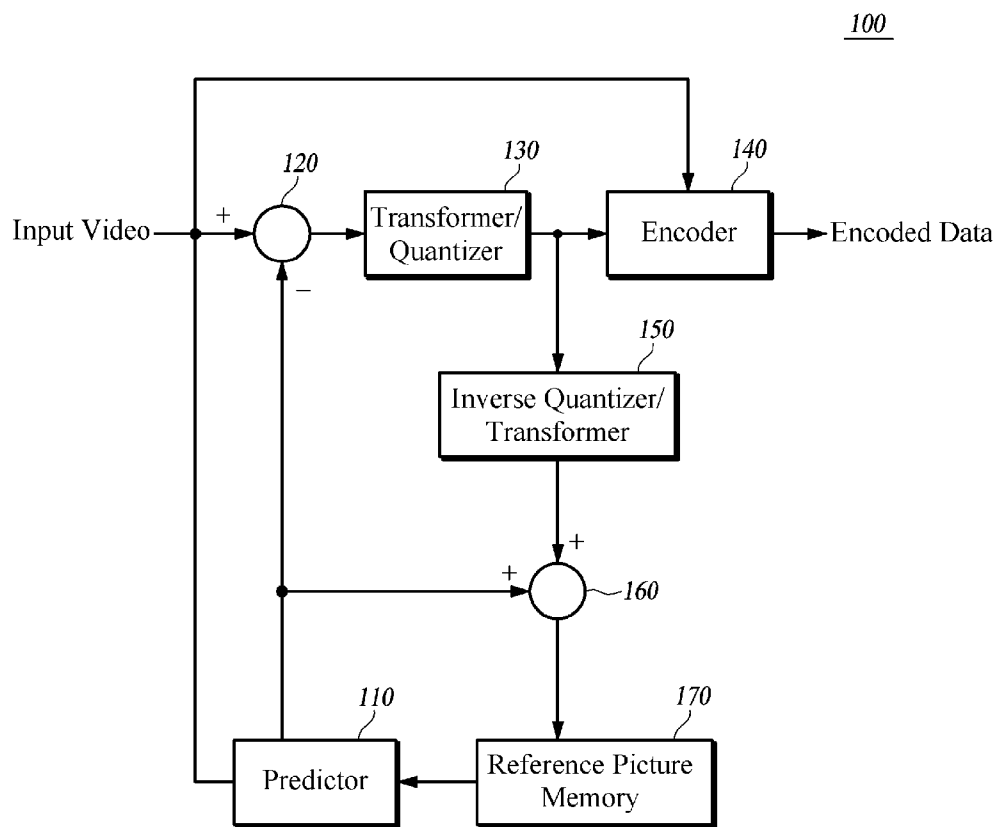 100
120
130
140
Input Video
+
Transformer/
Quantizer
Encoder
Encoded Data
−
150
Inverse Quantizer/
Transformer
+
+
160
110
170
Predictor
Reference Picture
Memory